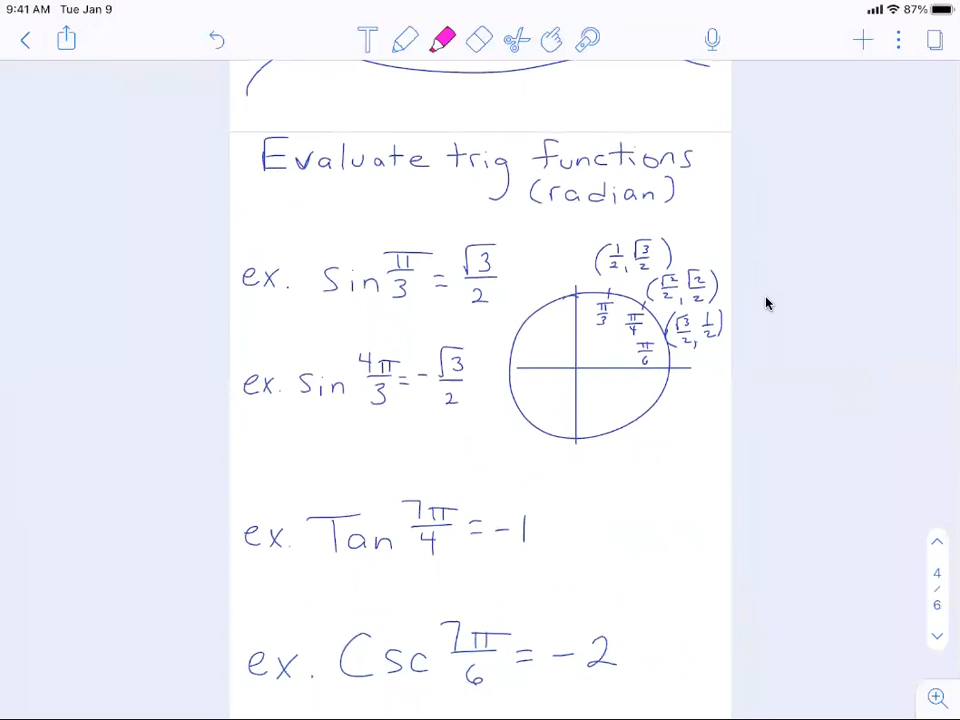 9:41 AM Tue Jan 9
87%
T
Evaluate trig functions
(radian)
ex. sin π/3 = √3/2
(1/2, √3/2)
(√2/2, √2/2)
(√3/2, 1/2)
π/3
π/4
π/6
ex. sin 4π/3 = -√3/2
ex. Tan 7π/4 = -1
4
/
6
ex. Csc 7π/6 = -2